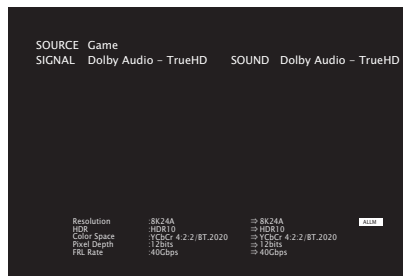 SOURCE Game
SIGNAL Dolby Audio – TrueHD SOUND Dolby Audio – TrueHD
Resolution :8K24A ⇒ 8K24A ALLM
HDR :HDR10 ⇒ HDR10
Color Space :YCbCr 4:2:2/BT.2020 ⇒ YCbCr 4:2:2/BT.2020
Pixel Depth :12bits ⇒ 12bits
FRL Rate :40Gbps ⇒ 40Gbps